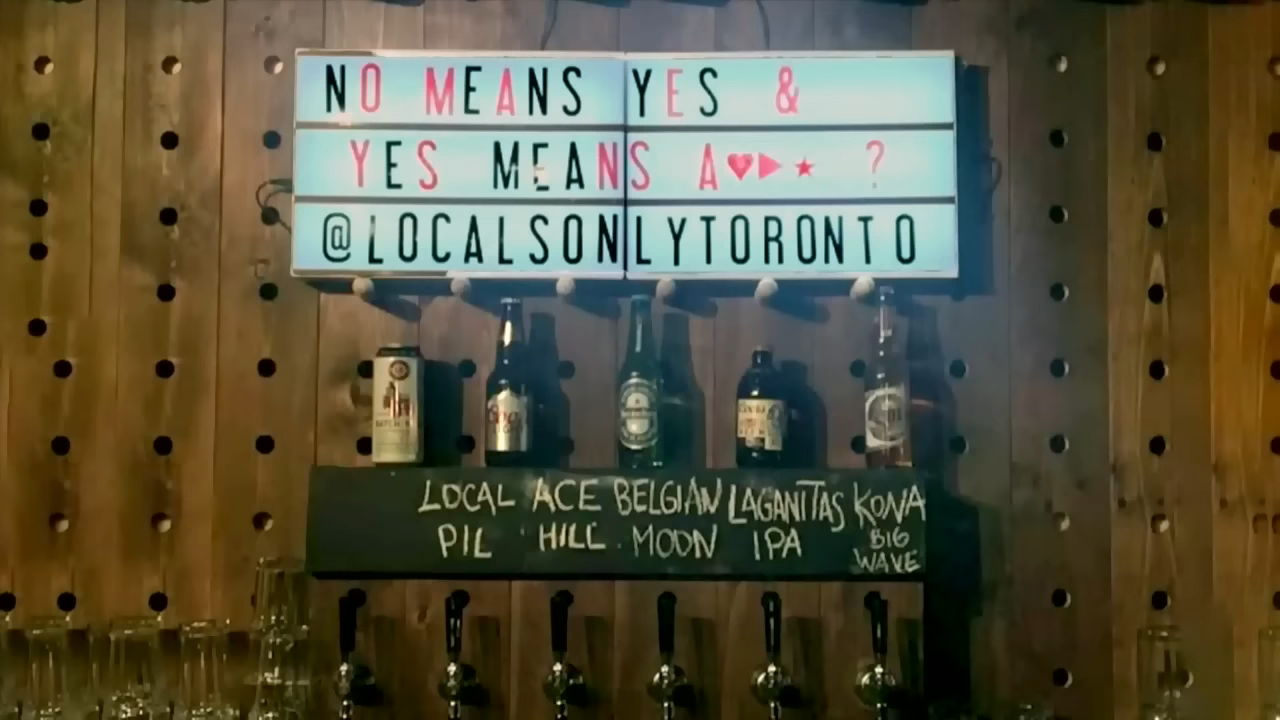 NO MEANS YES &
YES MEANS A♥▶★ ?
@LOCALSONLYTORONTO
LOCAL ACE BELGIAN LAGANITAS KONA
PIL HILL MOON IPA BIG
WAVE